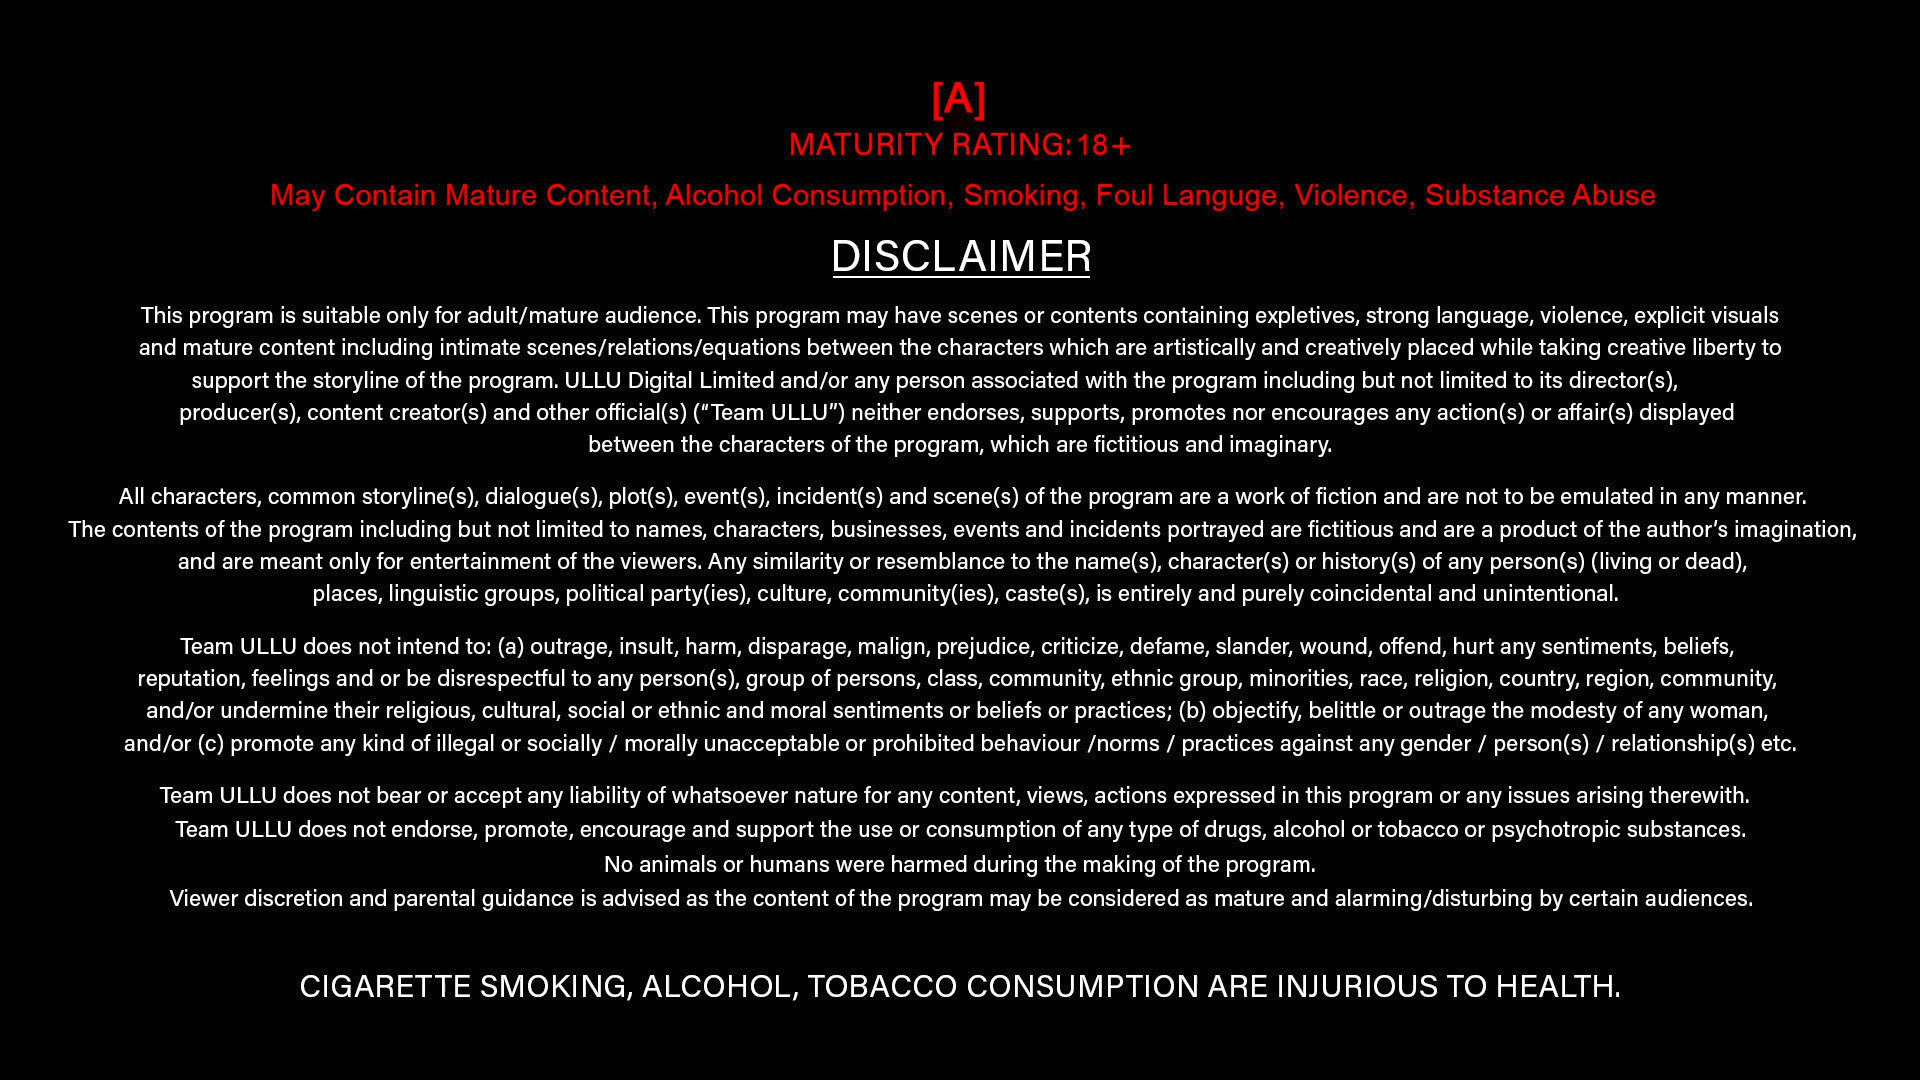 [A]
MATURITY RATING:18+
May Contain Mature Content, Alcohol Consumption, Smoking, Foul Languge, Violence, Substance Abuse
DISCLAIMER
This program is suitable only for adult/mature audience. This program may have scenes or contents containing expletives, strong language, violence, explicit visuals
and mature content including intimate scenes/relations/equations between the characters which are artistically and creatively placed while taking creative liberty to
support the storyline of the program. ULLU Digital Limited and/or any person associated with the program including but not limited to its director(s),
producer(s), content creator(s) and other official(s) (“Team ULLU”) neither endorses, supports, promotes nor encourages any action(s) or affair(s) displayed
between the characters of the program, which are fictitious and imaginary.
All characters, common storyline(s), dialogue(s), plot(s), event(s), incident(s) and scene(s) of the program are a work of fiction and are not to be emulated in any manner.
The contents of the program including but not limited to names, characters, businesses, events and incidents portrayed are fictitious and are a product of the author’s imagination,
and are meant only for entertainment of the viewers. Any similarity or resemblance to the name(s), character(s) or history(s) of any person(s) (living or dead),
places, linguistic groups, political party(ies), culture, community(ies), caste(s), is entirely and purely coincidental and unintentional.
Team ULLU does not intend to: (a) outrage, insult, harm, disparage, malign, prejudice, criticize, defame, slander, wound, offend, hurt any sentiments, beliefs,
reputation, feelings and or be disrespectful to any person(s), group of persons, class, community, ethnic group, minorities, race, religion, country, region, community,
and/or undermine their religious, cultural, social or ethnic and moral sentiments or beliefs or practices; (b) objectify, belittle or outrage the modesty of any woman,
and/or (c) promote any kind of illegal or socially / morally unacceptable or prohibited behaviour /norms / practices against any gender / person(s) / relationship(s) etc.
Team ULLU does not bear or accept any liability of whatsoever nature for any content, views, actions expressed in this program or any issues arising therewith.
Team ULLU does not endorse, promote, encourage and support the use or consumption of any type of drugs, alcohol or tobacco or psychotropic substances.
No animals or humans were harmed during the making of the program.
Viewer discretion and parental guidance is advised as the content of the program may be considered as mature and alarming/disturbing by certain audiences.
CIGARETTE SMOKING, ALCOHOL, TOBACCO CONSUMPTION ARE INJURIOUS TO HEALTH.